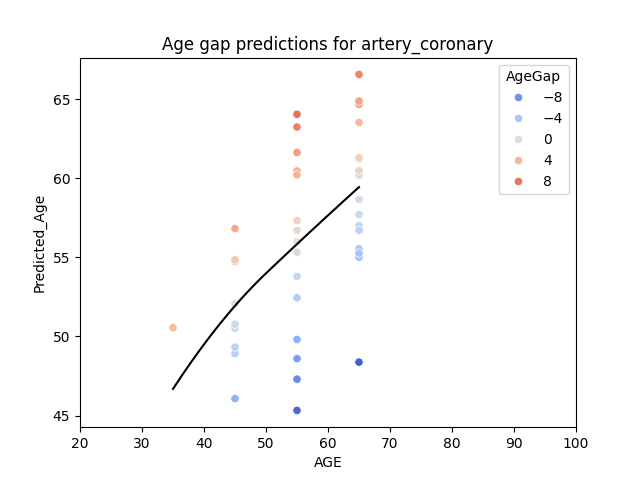 Age gap predictions for artery_coronary
AgeGap
−8
−4
0
4
8
65
60
55
50
45
Predicted_Age
20 30 40 50 60 70 80 90 100
AGE